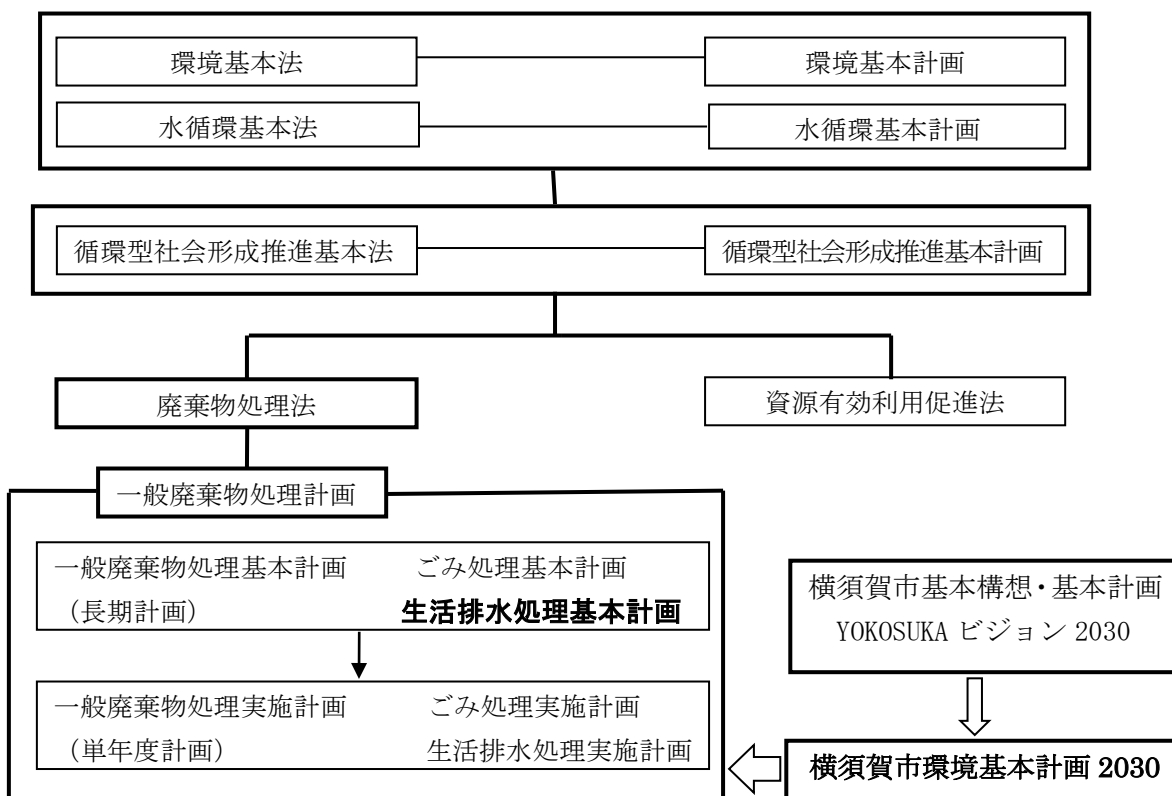 環境基本法 環境基本計画
水循環基本法 水循環基本計画
循環型社会形成推進基本法 循環型社会形成推進基本計画
廃棄物処理法 資源有効利用促進法
一般廃棄物処理計画
一般廃棄物処理基本計画 ごみ処理基本計画
(長期計画) 生活排水処理基本計画
一般廃棄物処理実施計画 ごみ処理実施計画
(単年度計画) 生活排水処理実施計画
横須賀市基本構想・基本計画
YOKOSUKA ビジョン 2030
横須賀市環境基本計画 2030